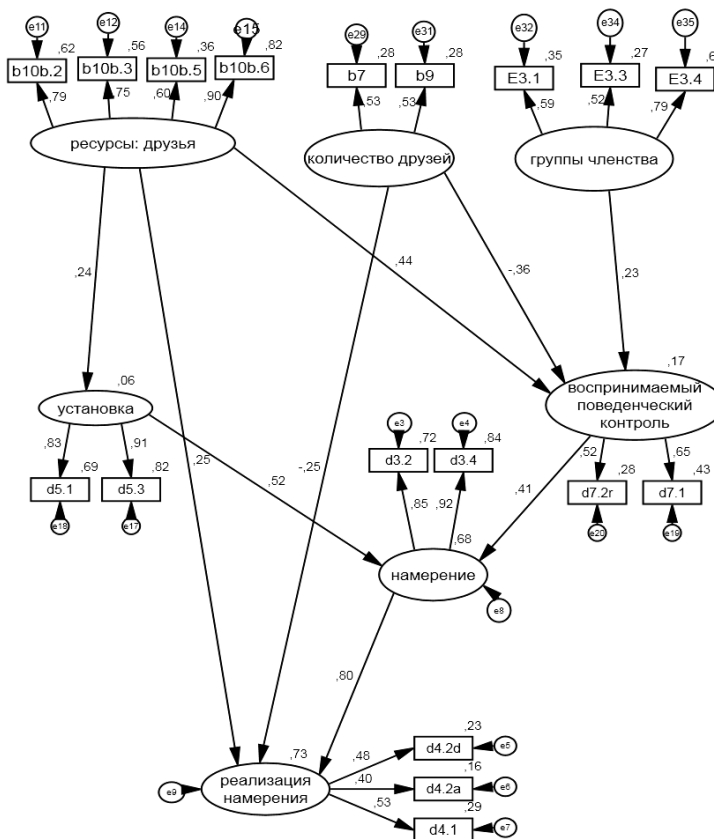 e11 e12 e14 e15 e29 e31 e32 e34 e35
,62 ,56 ,36 ,82 ,28 ,28 ,35 ,27 ,6
b10b.2 b10b.3 b10b.5 b10b.6 b7 b9 E3.1 E3.3 E3.4
,79 ,75 ,60 ,90 ,53 ,53 ,59 ,52 ,79
ресурсы: друзья количество друзей группы членства
,24 ,44 -,36 ,23
,06 ,17
установка
воспринимаемый
поведенческий
контроль
,83 ,91 ,25 ,52 -,25
e3 e4
,72 ,84
d3.2 d3.4
,85 ,92
,41 ,52 ,65
,69 ,82 ,28 ,43
d5.1 d5.3 d7.2r d7.1
e18 e17 e20 e19
,68
намерение
e8
,80
,73
реализация
намерения
e9
,48 ,40 ,53
,23
d4.2d e5
,16
d4.2a e6
,29
d4.1 e7